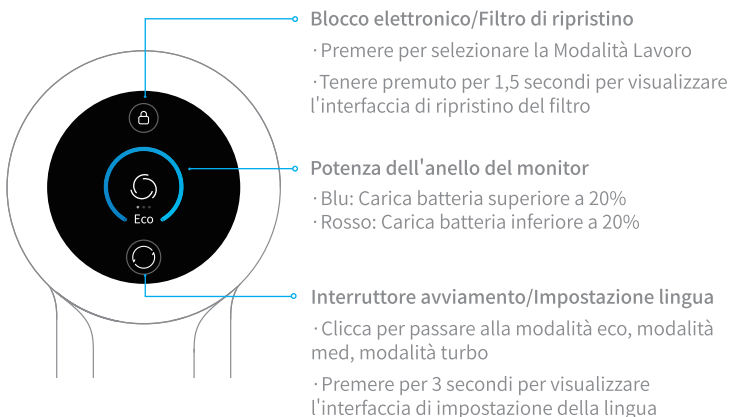 Blocco elettronico/Filtro di ripristino
·Premere per selezionare la Modalità Lavoro
·Tenere premuto per 1,5 secondi per visualizzare
l'interfaccia di ripristino del filtro
Potenza dell'anello del monitor
·Blu: Carica batteria superiore a 20%
·Rosso: Carica batteria inferiore a 20%
Eco
Interruttore avviamento/Impostazione lingua
·Clicca per passare alla modalità eco, modalità
med, modalità turbo
·Premere per 3 secondi per visualizzare
l'interfaccia di impostazione della lingua